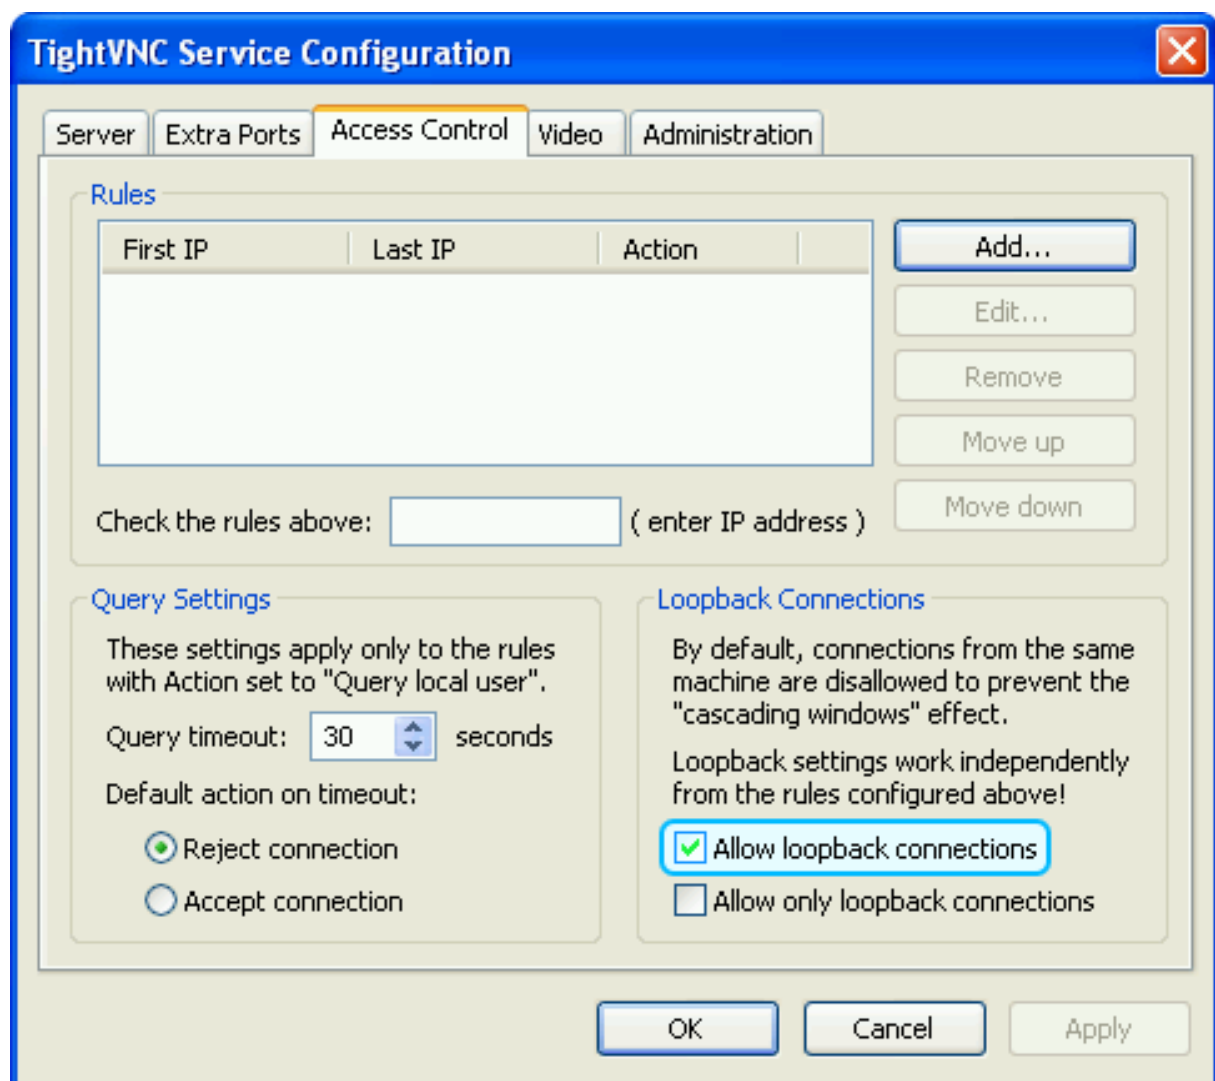 TightVNC Service Configuration
Server Extra Ports Access Control Video Administration
Rules
First IP Last IP Action
Add...
Edit...
Remove
Move up
Move down
Check the rules above: ( enter IP address )
Query Settings
These settings apply only to the rules
with Action set to "Query local user".
Query timeout: 30 seconds
Default action on timeout:
Reject connection
Accept connection
Loopback Connections
By default, connections from the same
machine are disallowed to prevent the
"cascading windows" effect.
Loopback settings work independently
from the rules configured above!
Allow loopback connections
Allow only loopback connections
OK Cancel Apply